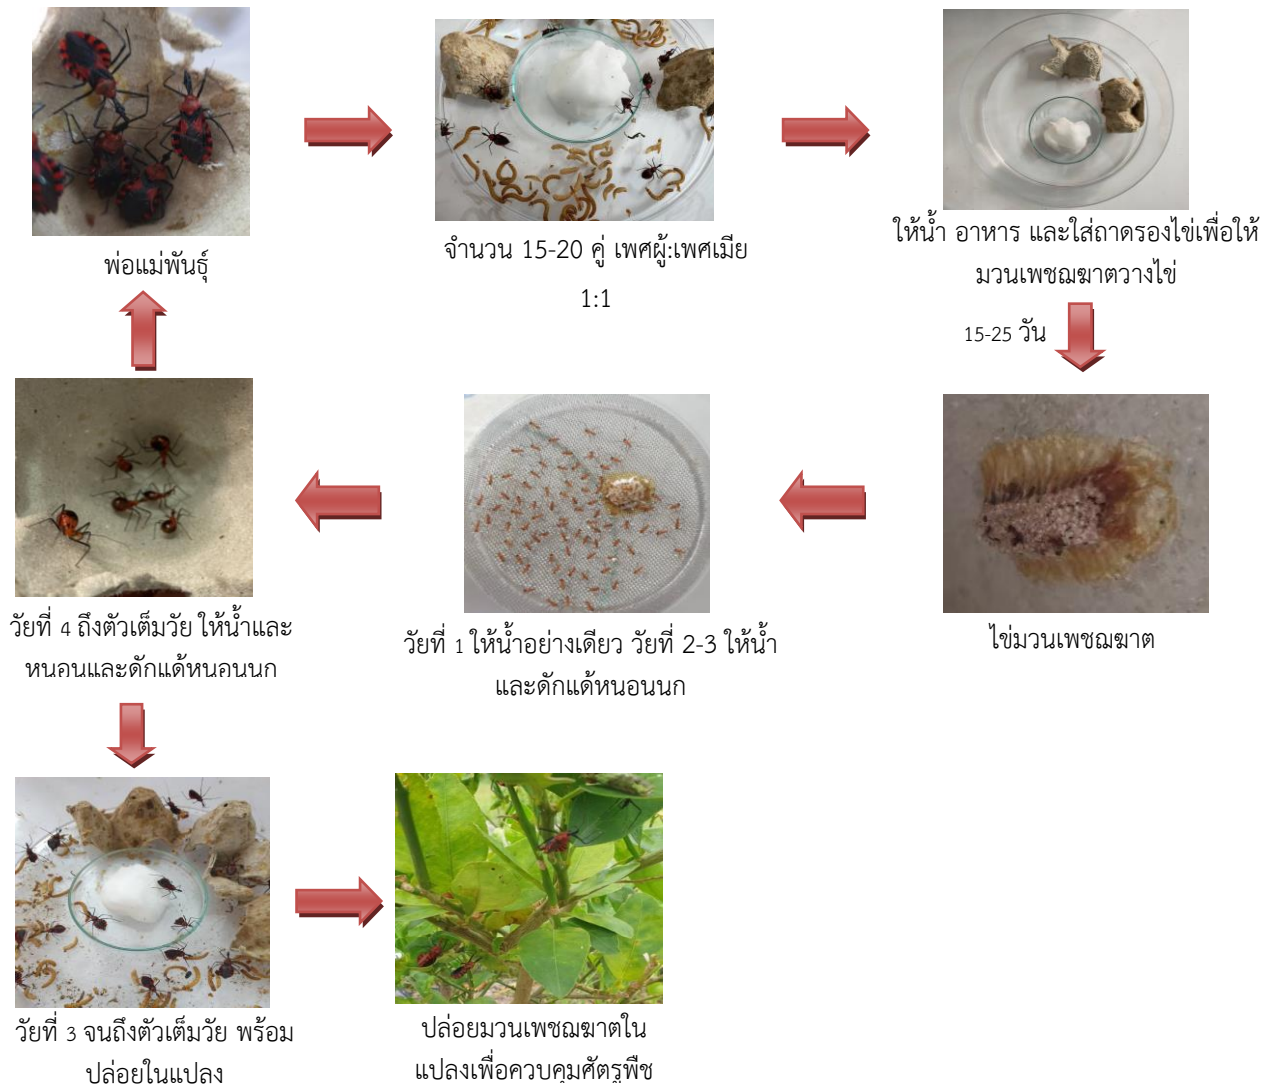 พ่อแม่พันธุ์
จำนวน 15-20 คู่ เพศผู้:เพศเมีย
1:1
ให้น้ำ อาหาร และใส่ถาดรองไข่เพื่อให้
มวนเพชฌฆาตวางไข่
15-25 วัน
ไข่มวนเพชฌฆาต
วัยที่ 1 ให้น้ำอย่างเดียว วัยที่ 2-3 ให้น้ำ
และดักแด้หนอนนก
วัยที่ 4 ถึงตัวเต็มวัย ให้น้ำและ
หนอนและดักแด้หนอนนก
วัยที่ 3 จนถึงตัวเต็มวัย พร้อม
ปล่อยในแปลง
ปล่อยมวนเพชฌฆาตใน
แปลงเพื่อควบคุมศัตรูพืช